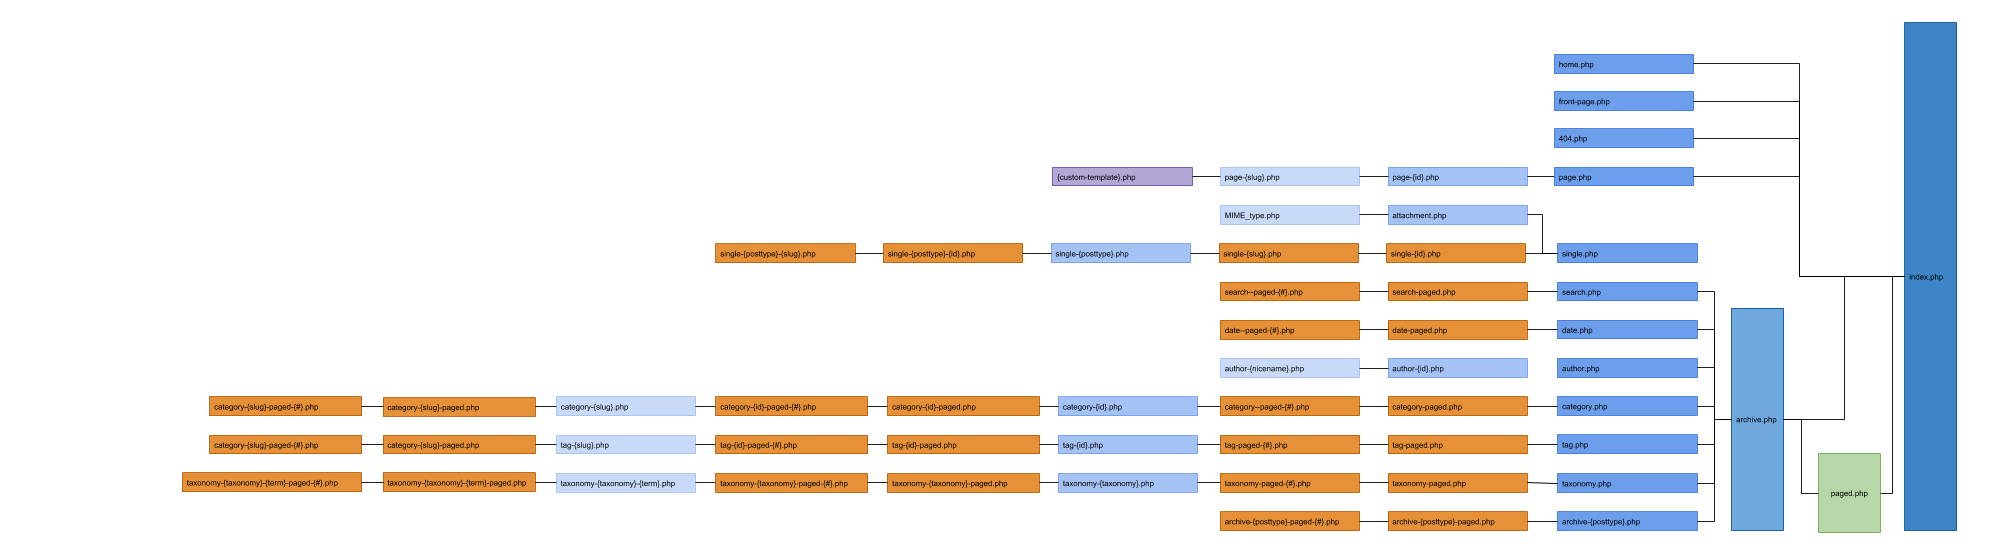 home.php
front-page.php
404.php
{custom-template}.php page-{slug}.php page-{id}.php page.php
MIME_type.php attachment.php
single-{posttype}-{slug}.php single-{posttype}-{id}.php single-{posttype}.php single-{slug}.php single-{id}.php single.php
index.php
search--paged-{#}.php search-paged.php search.php
date--paged-{#}.php date-paged.php date.php
author-{nicename}.php author-{id}.php author.php
category-{slug}-paged-{#}.php category-{slug}-paged.php category-{slug}.php category-{id}-paged-{#}.php category-{id}-paged.php category-{id}.php category--paged-{#}.php category-paged.php category.php
archive.php
category-{slug}-paged-{#}.php category-{slug}-paged.php tag-{slug}.php tag-{id}-paged-{#}.php tag-{id}-paged.php tag-{id}.php tag-paged-{#}.php tag-paged.php tag.php
taxonomy-{taxonomy}-{term}-paged-{#}.php taxonomy-{taxonomy}-{term}-paged.php taxonomy-{taxonomy}-{term}.php taxonomy-{taxonomy}-paged-{#}.php taxonomy-{taxonomy}-paged.php taxonomy-{taxonomy}.php taxonomy-paged-{#}.php taxonomy-paged.php taxonomy.php
paged.php
archive-{posttype}-paged-{#}.php archive-{posttype}-paged.php archive-{posttype}.php